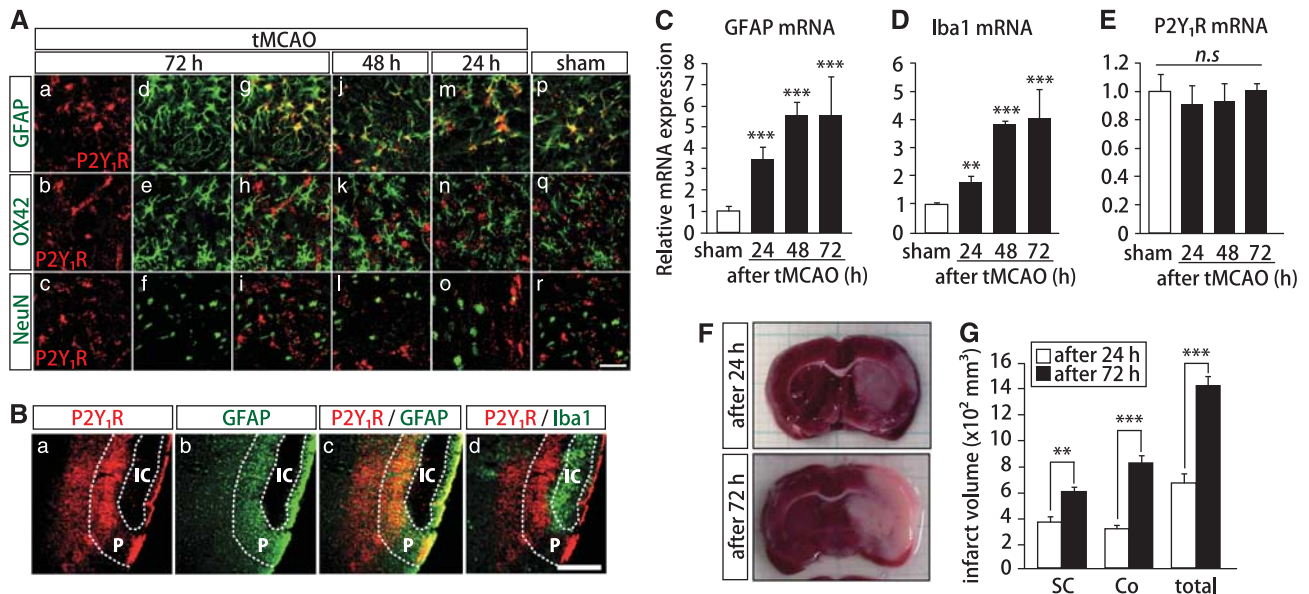 A
tMCAO
72 h 48 h 24 h sham
GFAP
a d g j m p
P2Y₁R
OX42
b e h k n q
P2Y₁R
NeuN
c f i l o r
P2Y₁R
B
P2Y₁R GFAP P2Y₁R / GFAP P2Y₁R / Iba1
a b c d
IC IC IC IC
P P P P
C
GFAP mRNA
Relative mRNA expression
8
7
6
5
4
3
2
1
0
*** *** ***
sham 24 48 72
after tMCAO (h)
D
Iba1 mRNA
6
5
4
3
2
1
0
** *** ***
sham 24 48 72
after tMCAO (h)
E
P2Y₁R mRNA
n.s
1.2
1.0
0.8
0.6
0.4
0.2
0
sham 24 48 72
after tMCAO (h)
F
after 24 h
after 72 h
G
after 24 h
after 72 h
infarct volume (x10² mm³)
16
14
12
10
8
6
4
2
0
** *** ***
SC Co total